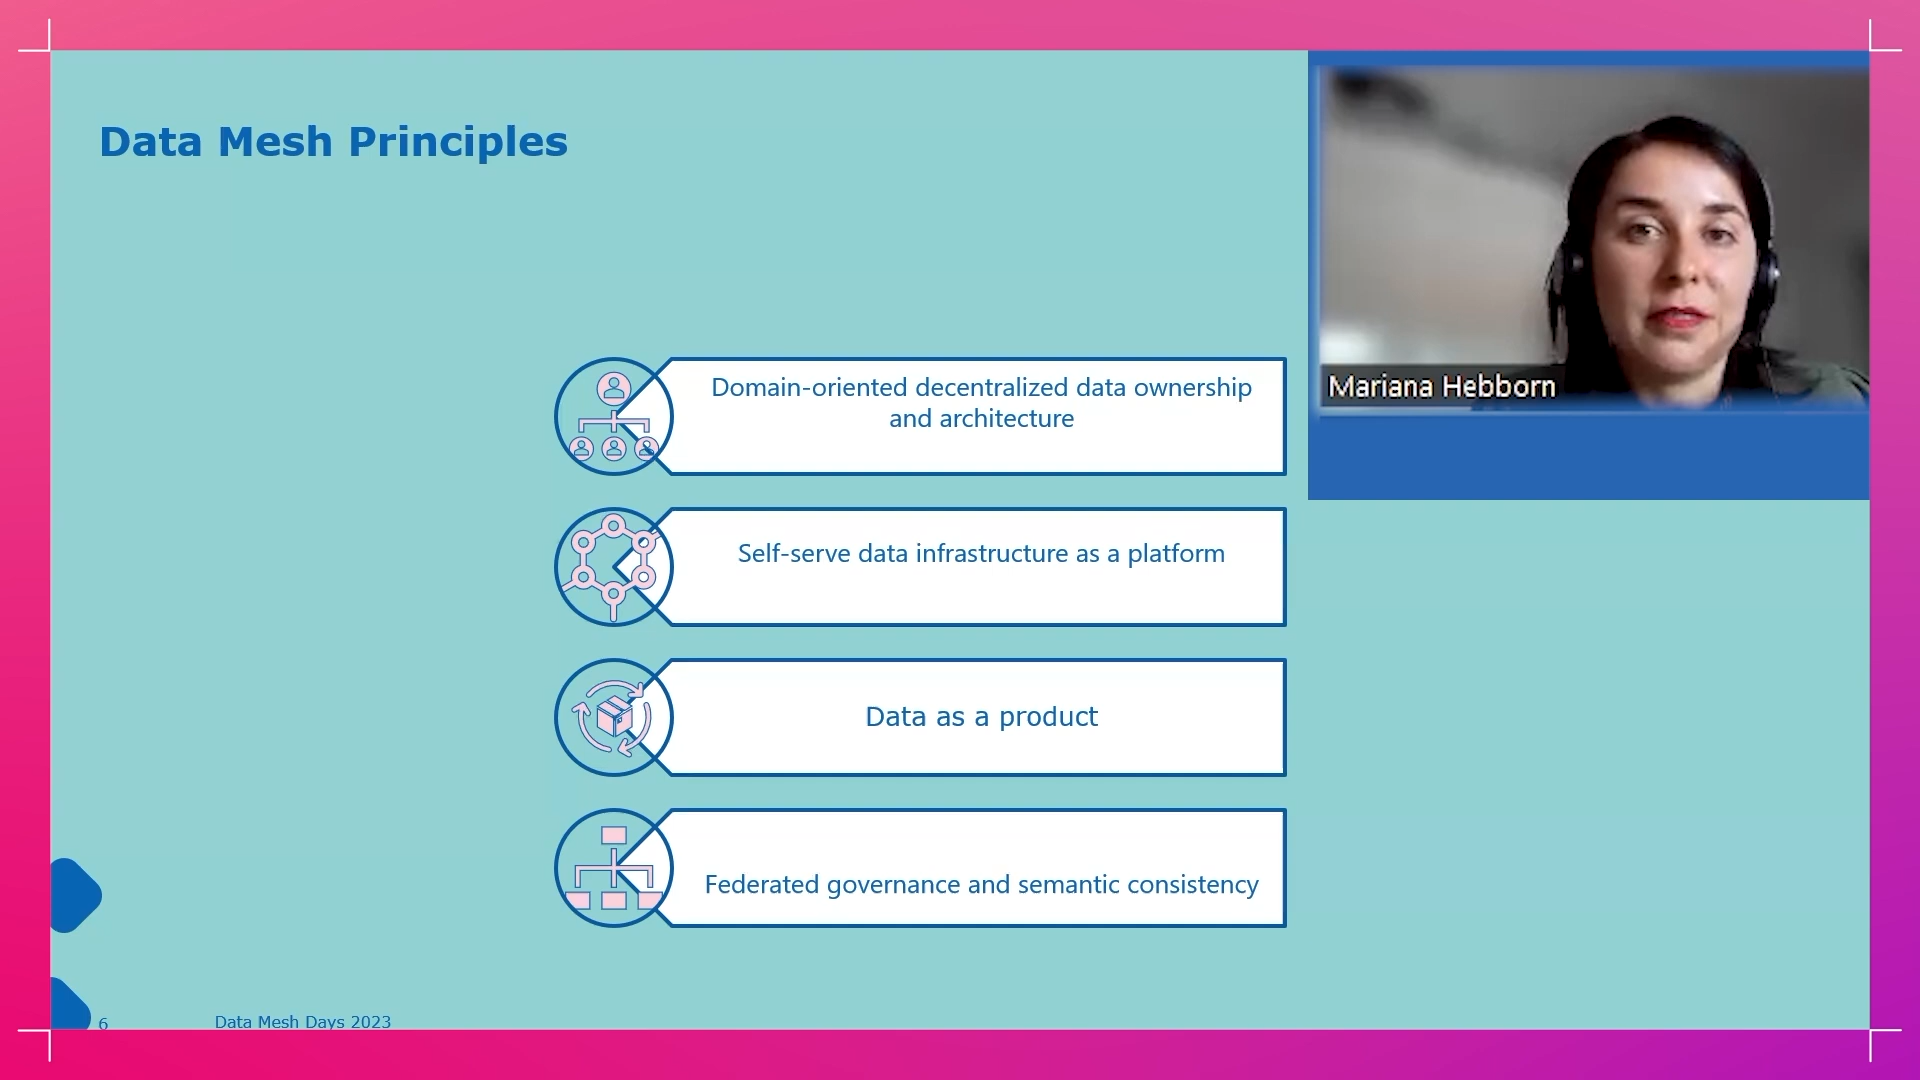 Data Mesh Principles
Mariana Hebborn
Domain-oriented decentralized data ownership
and architecture
Self-serve data infrastructure as a platform
Data as a product
Federated governance and semantic consistency
6
Data Mesh Days 2023